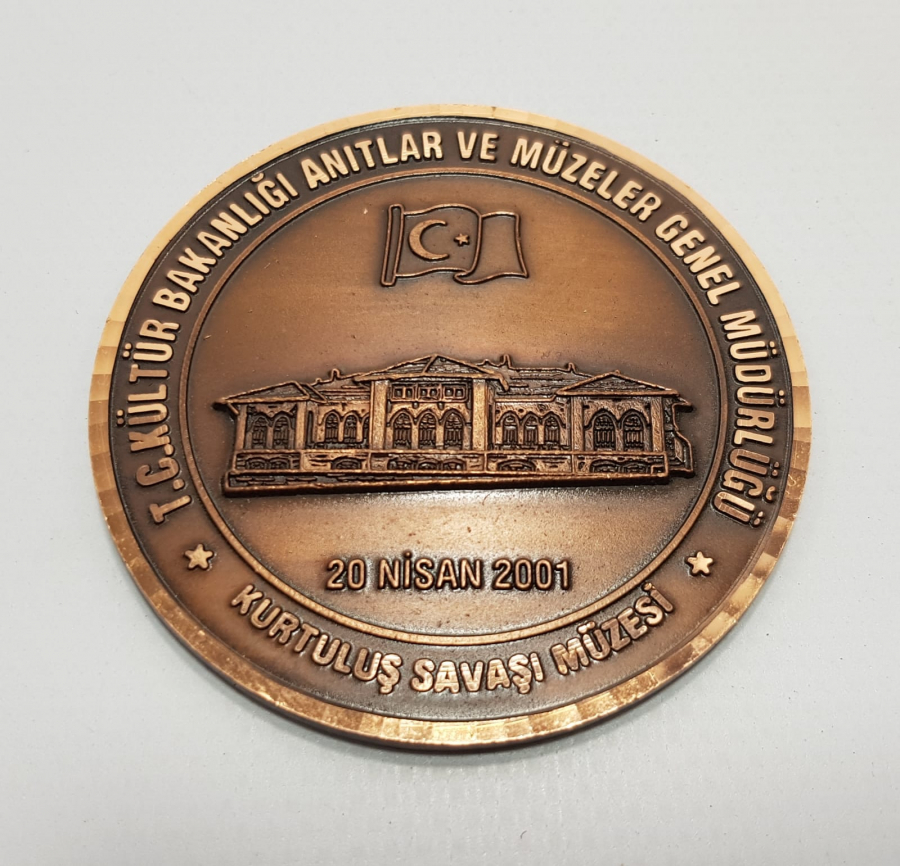 T.C.KÜLTÜR BAKANLIĞI ANITLAR VE MÜZELER GENEL MÜDÜRLÜĞÜ
20 NİSAN 2001
KURTULUŞ SAVAŞI MÜZESİ